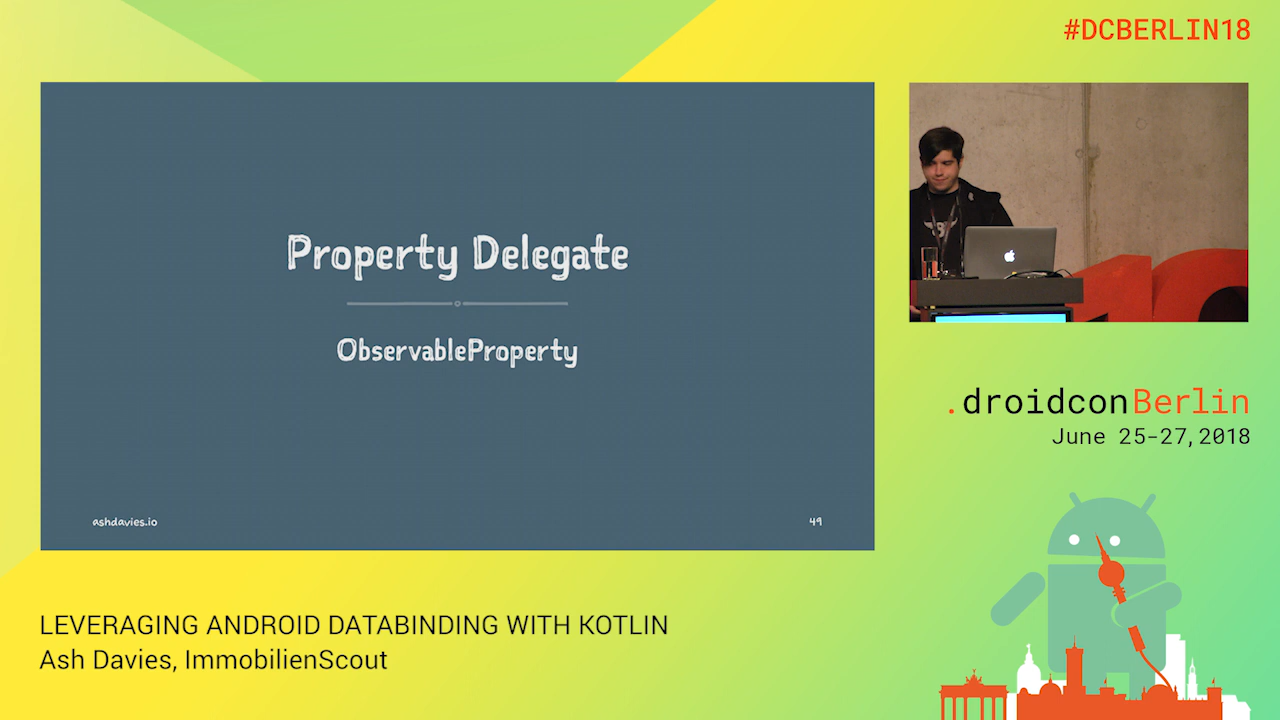 #DCBERLIN18
Property Delegate
ObservableProperty
ashdavies.io
49
.droidconBerlin
June 25-27, 2018
LEVERAGING ANDROID DATABINDING WITH KOTLIN
Ash Davies, ImmobilienScout